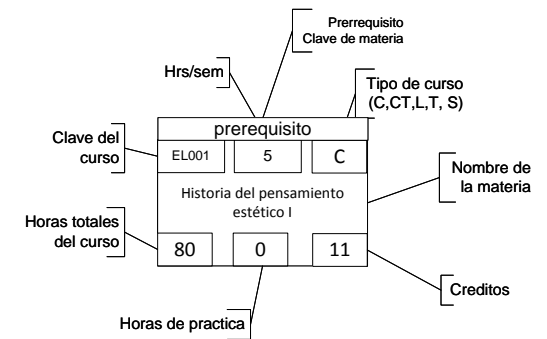 Prerrequisito
Clave de materia
Hrs/sem
Tipo de curso
(C,CT,L,T, S)
prerequisito
Clave del
curso
EL001
5
C
Nombre de
la materia
Historia del pensamiento
estético I
Horas totales
del curso
80
0
11
Creditos
Horas de practica